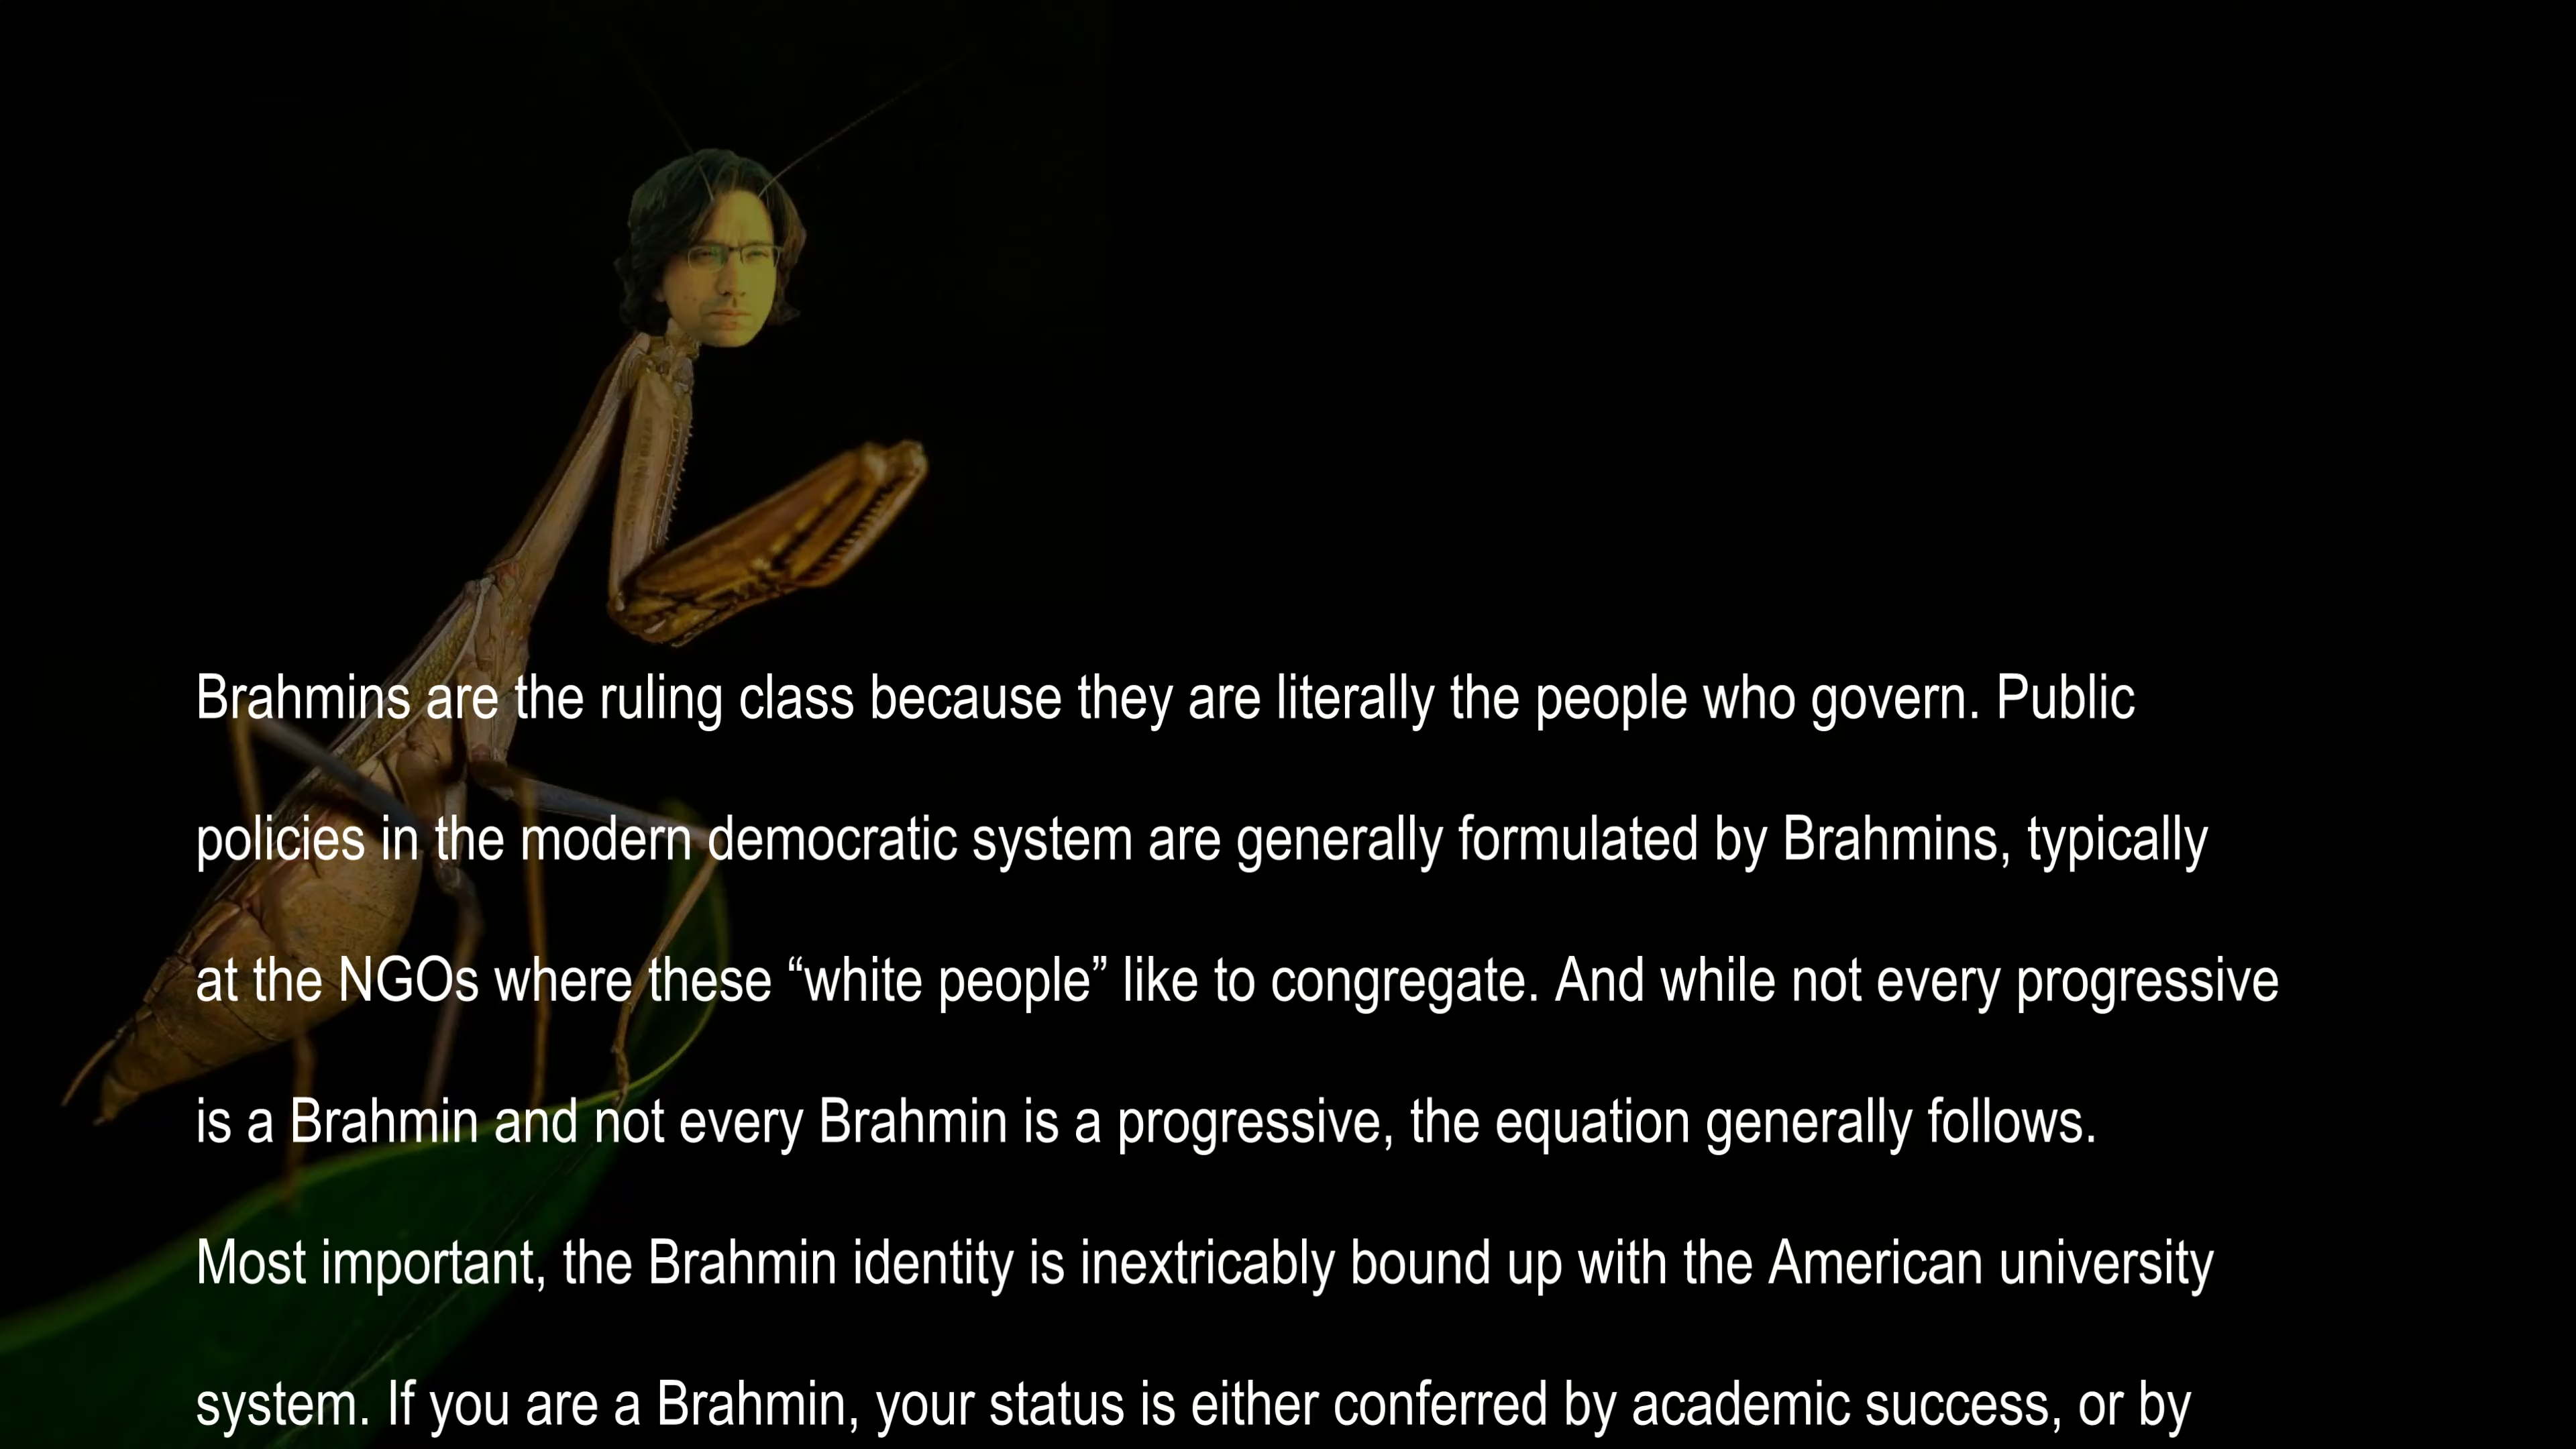 Brahmins are the ruling class because they are literally the people who govern. Public
policies in the modern democratic system are generally formulated by Brahmins, typically
at the NGOs where these “white people” like to congregate. And while not every progressive
is a Brahmin and not every Brahmin is a progressive, the equation generally follows.
Most important, the Brahmin identity is inextricably bound up with the American university
system. If you are a Brahmin, your status is either conferred by academic success, or by